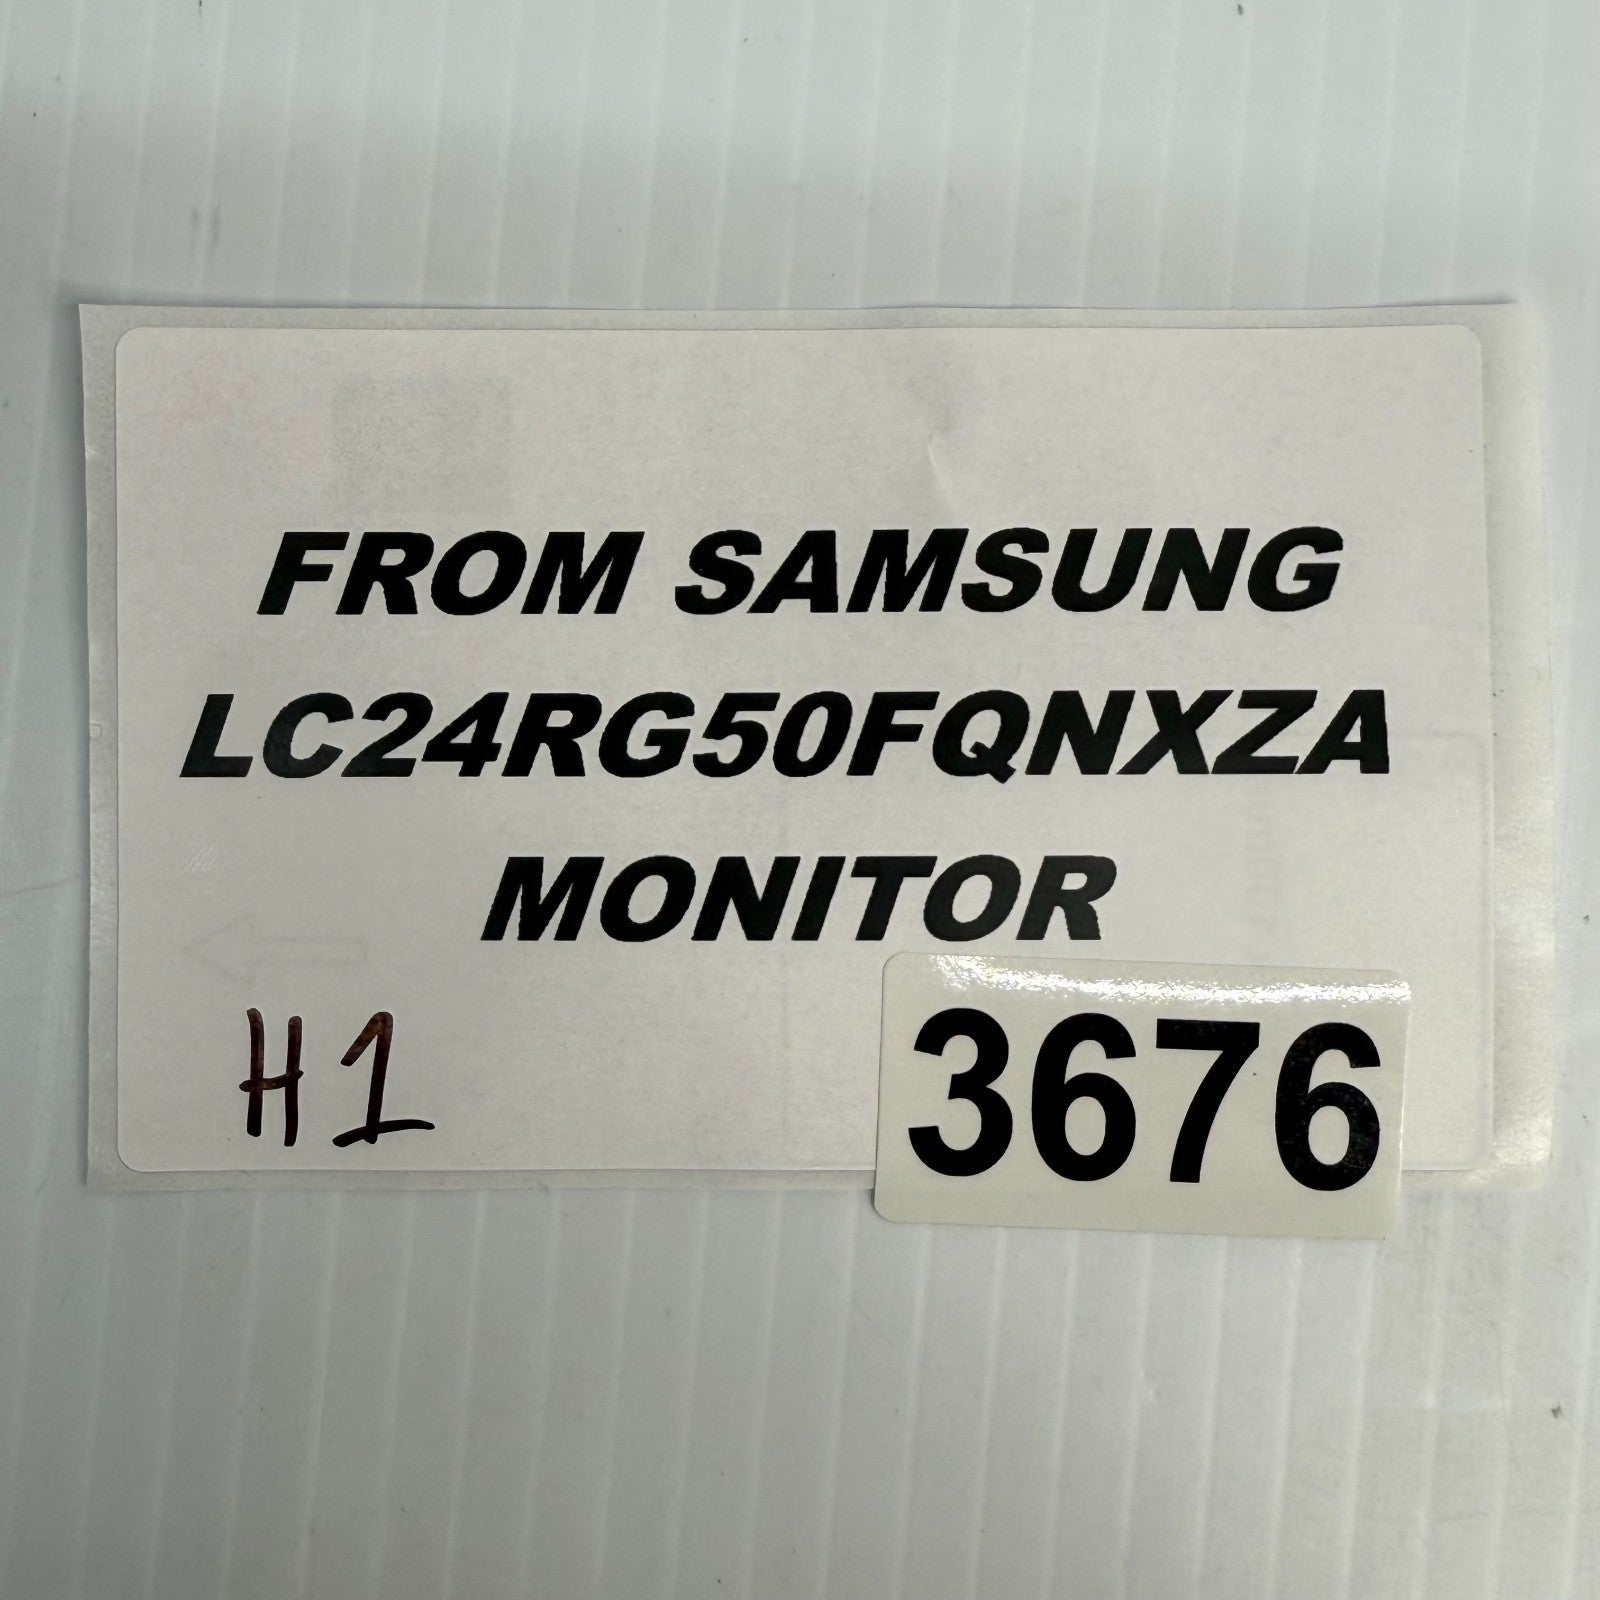 FROM SAMSUNG
LC24RG50FQNXZA
MONITOR
H1
3676